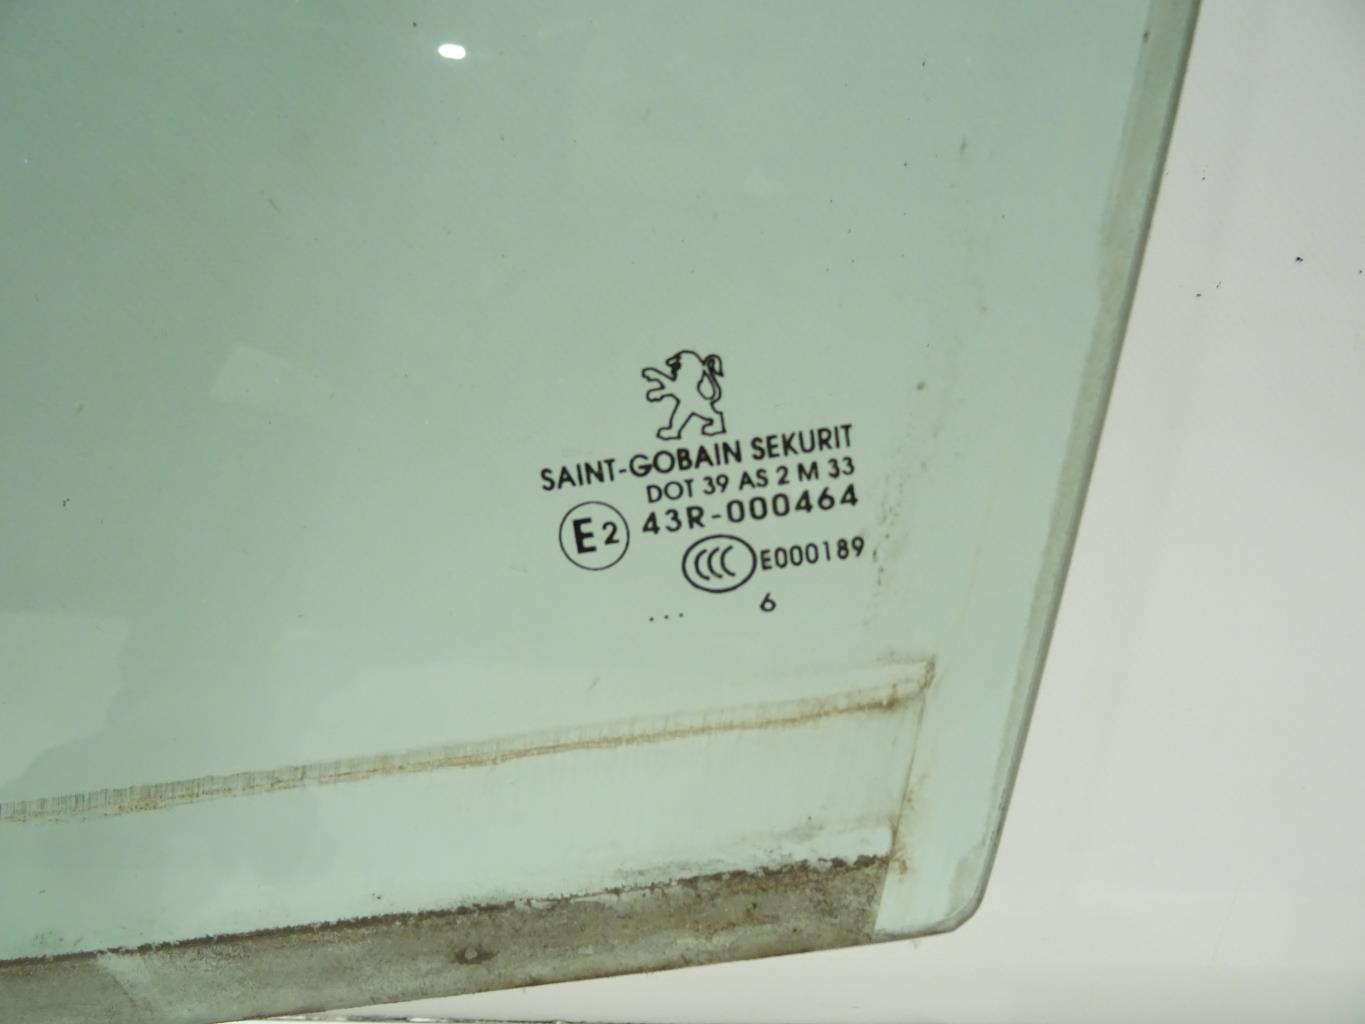 SAINT-GOBAIN SEKURIT
DOT 39 AS 2 M 33
E2 43R-000464
CCC E000189
... 6